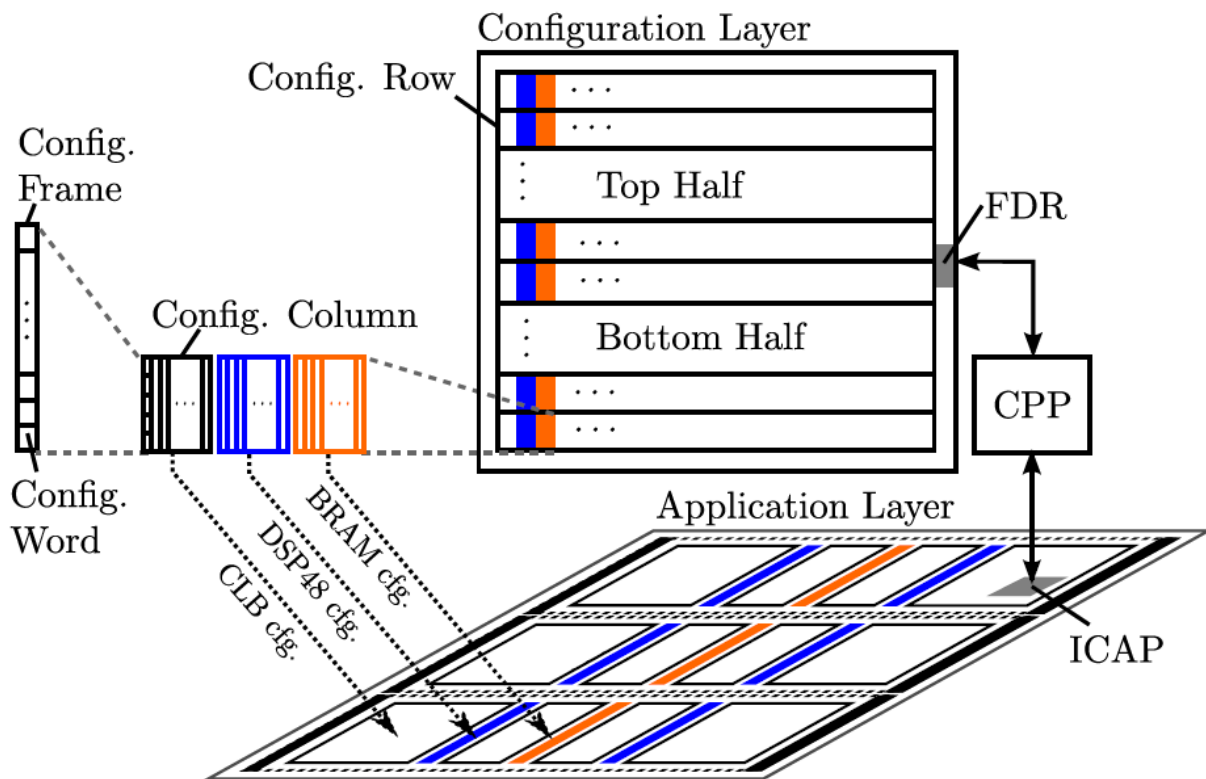 Configuration Layer
Config. Row
. . .
. . .
Config.
Frame
Top Half
FDR
. . .
. . .
Config. Column
Bottom Half
. . .
. . .
. . .
. . .
. . .
CPP
Config.
Word
Application Layer
BRAM cfg.
DSP48 cfg.
CLB cfg.
ICAP